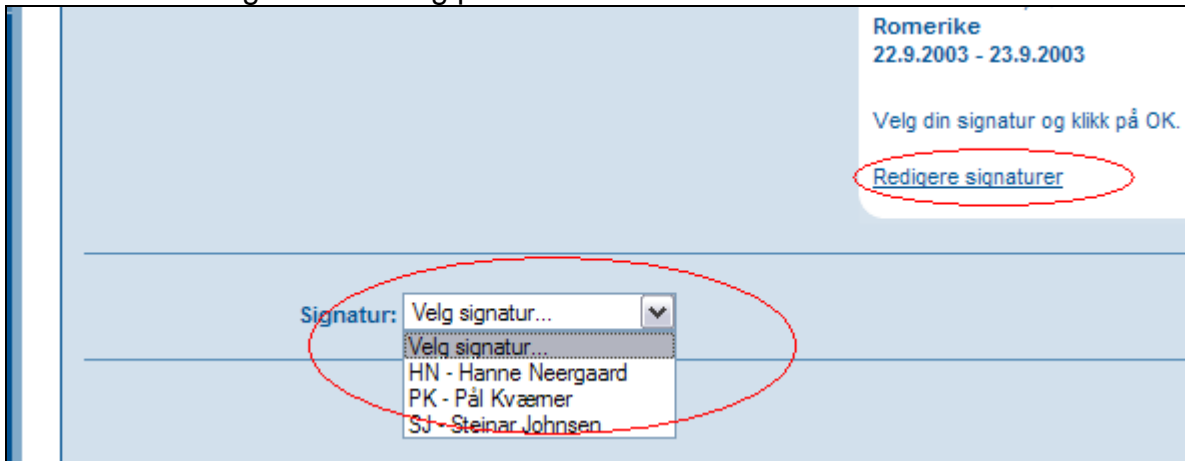 Romerike
22.9.2003 - 23.9.2003
Velg din signatur og klikk på OK.
Redigere signaturer
Signatur: Velg signatur...
Velg signatur...
HN - Hanne Neergaard
PK - Pål Kværner
SJ - Steinar Johnsen